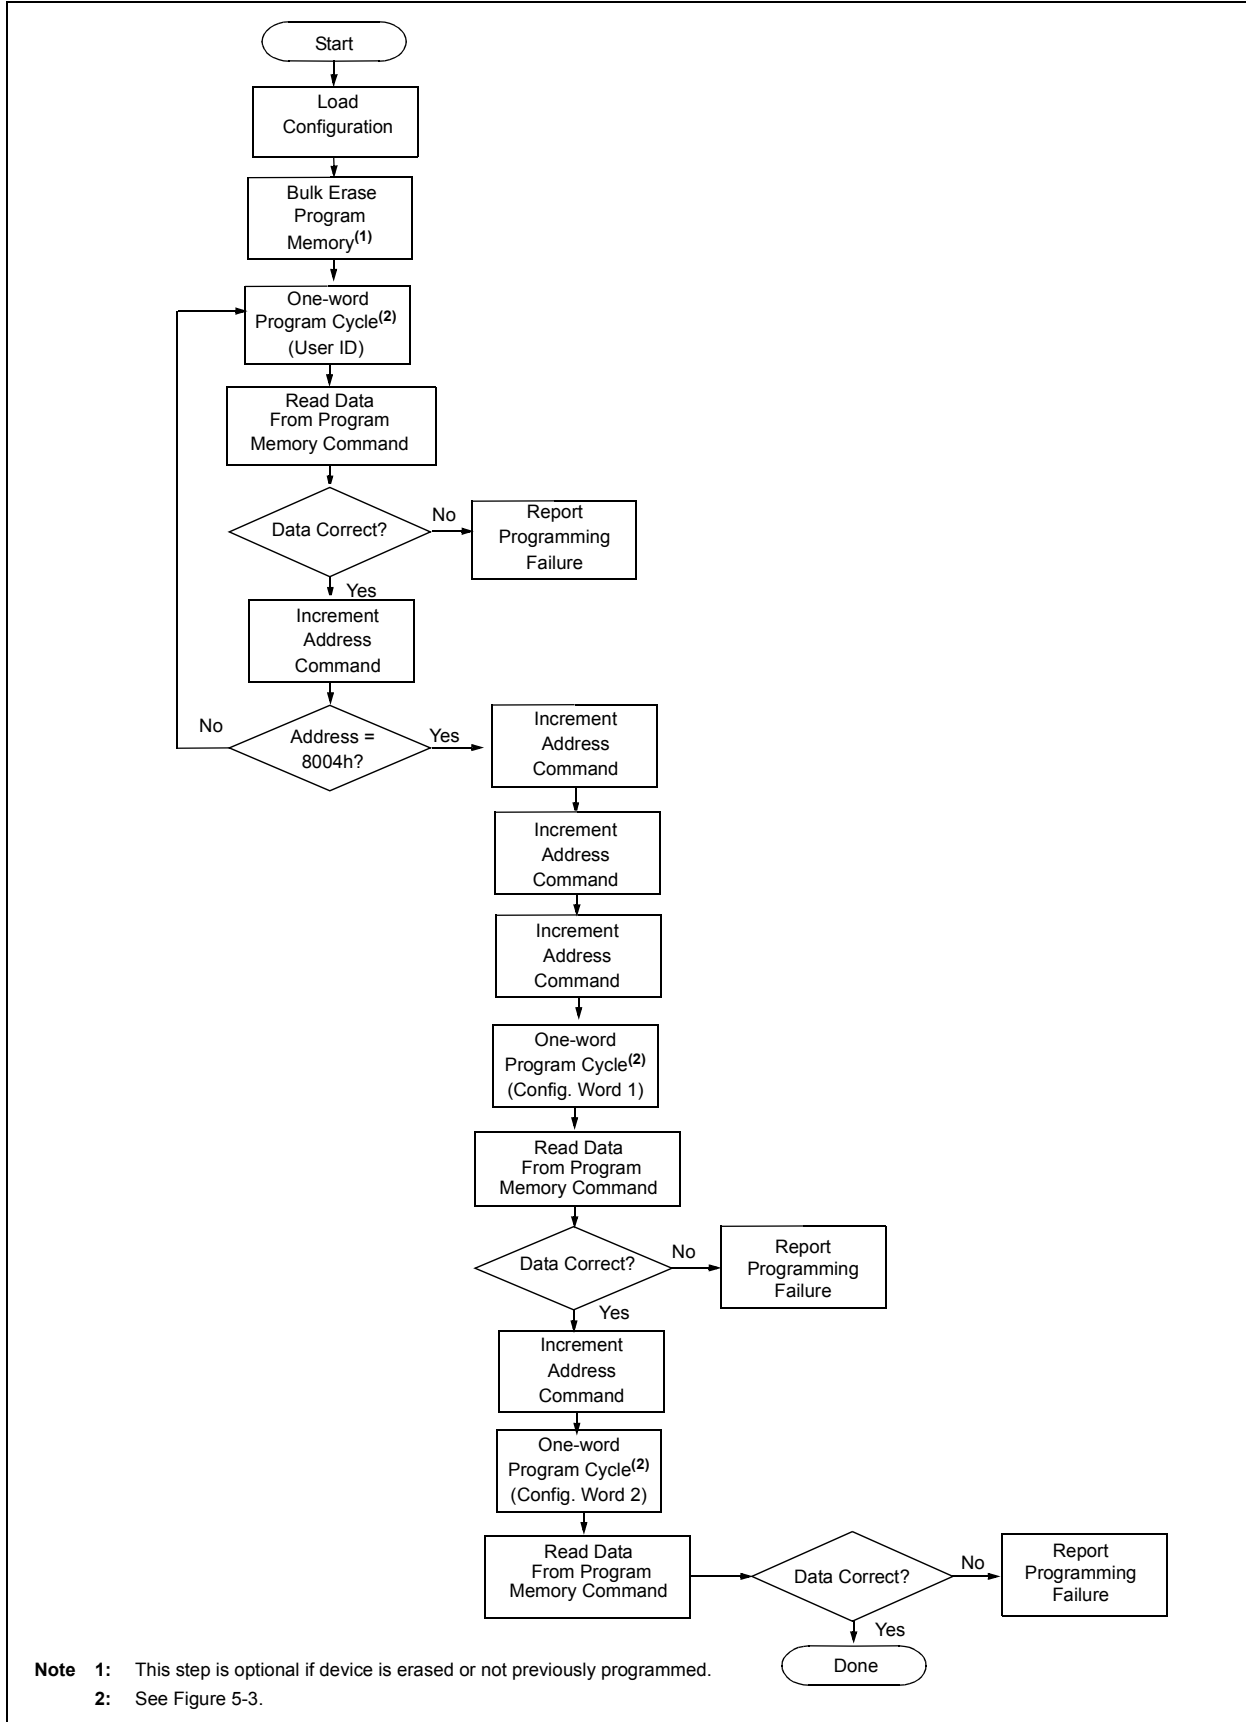 Start
Load
Configuration
Bulk Erase
Program
Memory(1)
One-word
Program Cycle(2)
(User ID)
Read Data
From Program
Memory Command
Data Correct?
No
Report
Programming
Failure
Yes
Increment
Address
Command
No
Address =
8004h?
Yes
Increment
Address
Command
Increment
Address
Command
Increment
Address
Command
One-word
Program Cycle(2)
(Config. Word 1)
Read Data
From Program
Memory Command
Data Correct?
No
Report
Programming
Failure
Yes
Increment
Address
Command
One-word
Program Cycle(2)
(Config. Word 2)
Read Data
From Program
Memory Command
Data Correct?
No
Report
Programming
Failure
Yes
Done
Note 1: This step is optional if device is erased or not previously programmed.
2: See Figure 5-3.